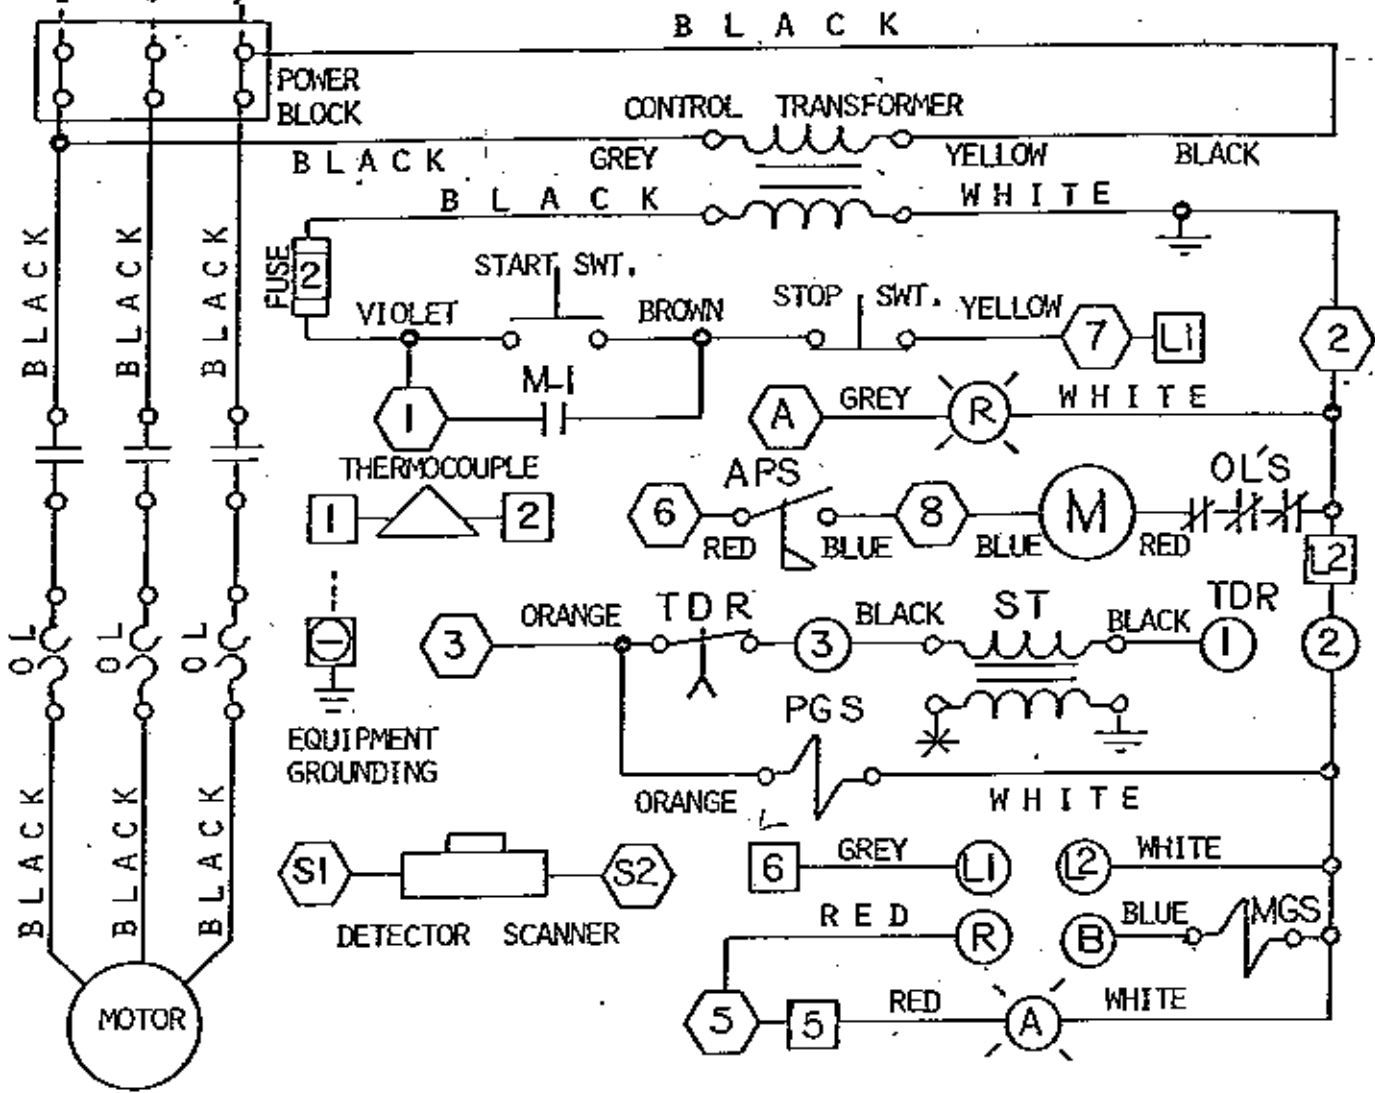 B L A C K
POWER
BLOCK
CONTROL TRANSFORMER
B L A C K GREY YELLOW BLACK
B L A C K WHITE
FUSE 2
START SWT.
VIOLET BROWN STOP SWT. YELLOW 7 L1 2
BLACK BLACK BLACK
M-1
1 A GREY R WHITE
THERMOCOUPLE
1 2
APS OL'S
6 8 M
RED BLUE BLUE RED L2
ORANGE TDR BLACK ST BLACK TDR
3 3 1 2
OL OL OL
EQUIPMENT
GROUNDING
PGS
ORANGE WHITE
BLACK BLACK BLACK
S1 S2
DETECTOR SCANNER
6 GREY L1 L2 WHITE
RED R B BLUE MGS
5 5 RED A WHITE
MOTOR